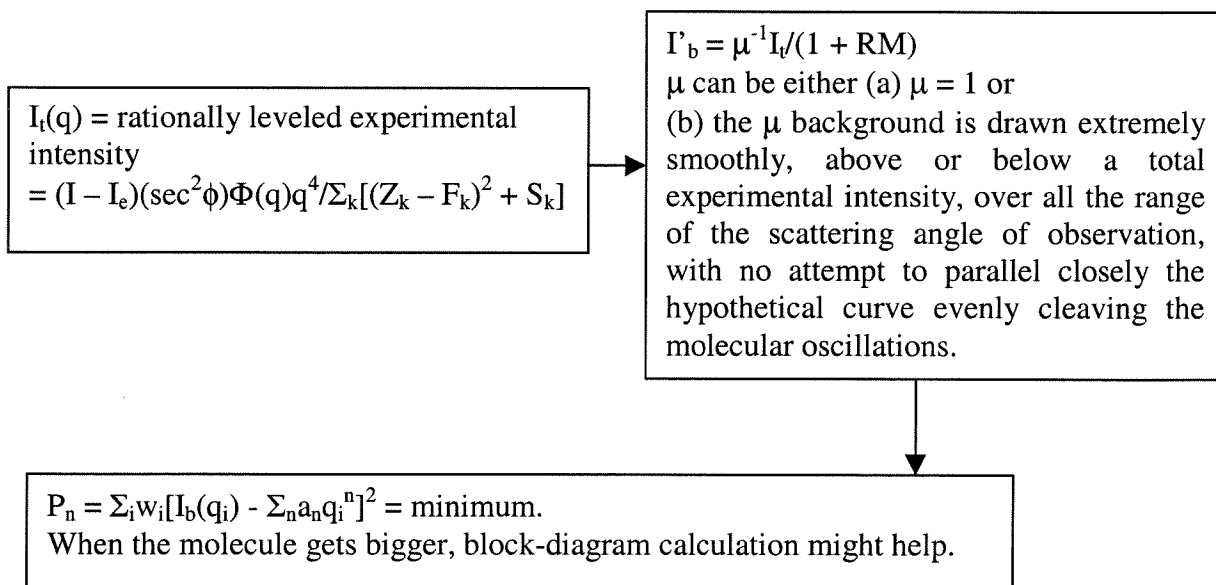 I_t(q) = rationally leveled experimental
intensity
= (I – I_e)(sec²ϕ)Φ(q)q⁴/Σ_k[(Z_k – F_k)² + S_k]
I'_b = μ⁻¹I_t/(1 + RM)
μ can be either (a) μ = 1 or
(b) the μ background is drawn extremely
smoothly, above or below a total
experimental intensity, over all the range
of the scattering angle of observation,
with no attempt to parallel closely the
hypothetical curve evenly cleaving the
molecular oscillations.
P_n = Σ_iw_i[I_b(q_i) - Σ_na_nq_iⁿ]² = minimum.
When the molecule gets bigger, block-diagram calculation might help.